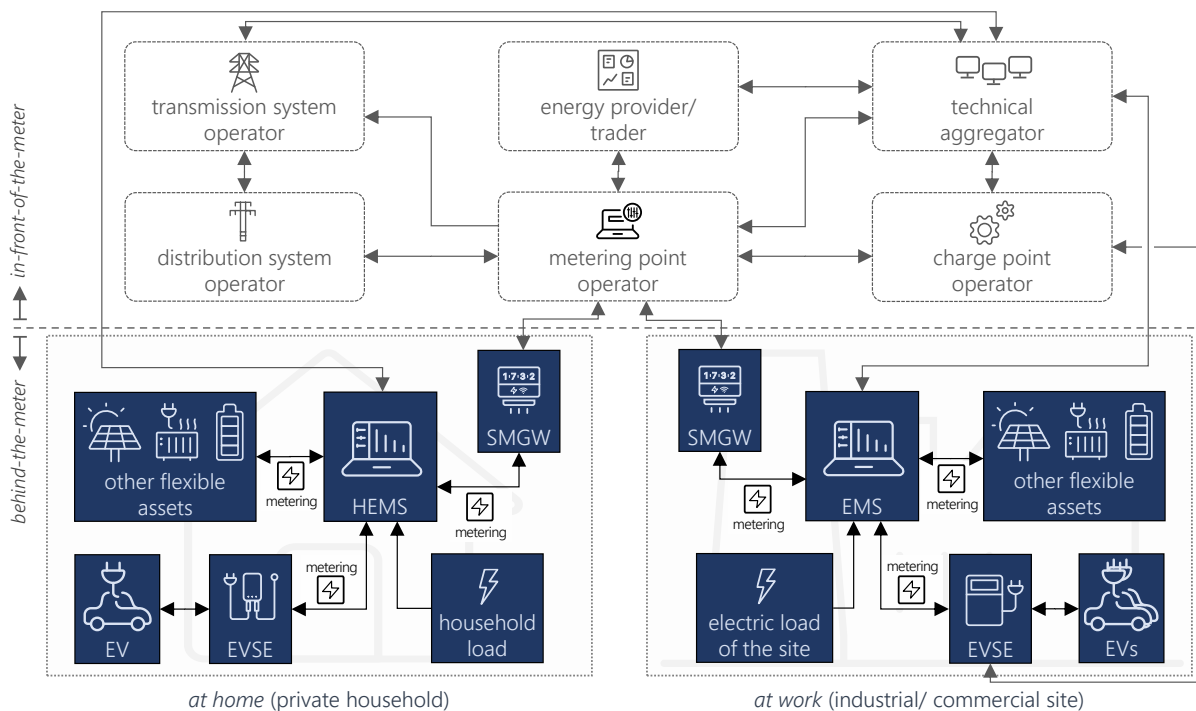 transmission system
operator
energy provider/
trader
technical
aggregator
distribution system
operator
metering point
operator
charge point
operator
in-front-of-the-meter
behind-the-meter
1·7·3·2
SMGW
other flexible
assets
metering
HEMS
metering
EV
EVSE
metering
household
load
1·7·3·2
SMGW
metering
EMS
metering
other flexible
assets
electric load
of the site
metering
EVSE
EVs
at home (private household)
at work (industrial/ commercial site)